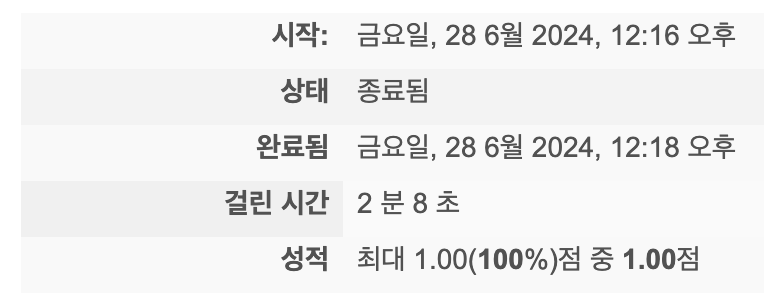 시작: 금요일, 28 6월 2024, 12:16 오후
상태 종료됨
완료됨 금요일, 28 6월 2024, 12:18 오후
걸린 시간 2 분 8 초
성적 최대 1.00(100%)점 중 1.00점